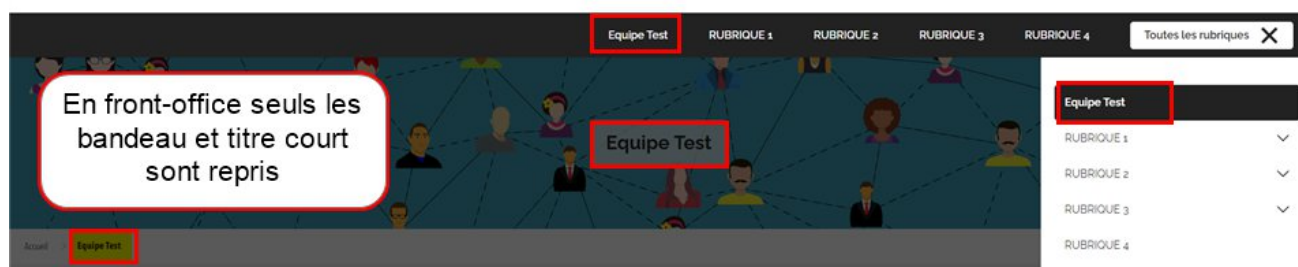 Equipe Test RUBRIQUE 1 RUBRIQUE 2 RUBRIQUE 3 RUBRIQUE 4 Toutes les rubriques
En front-office seuls les
bandeau et titre court
sont repris
Equipe Test
Accueil > Equipe Test
Equipe Test
RUBRIQUE 1
RUBRIQUE 2
RUBRIQUE 3
RUBRIQUE 4